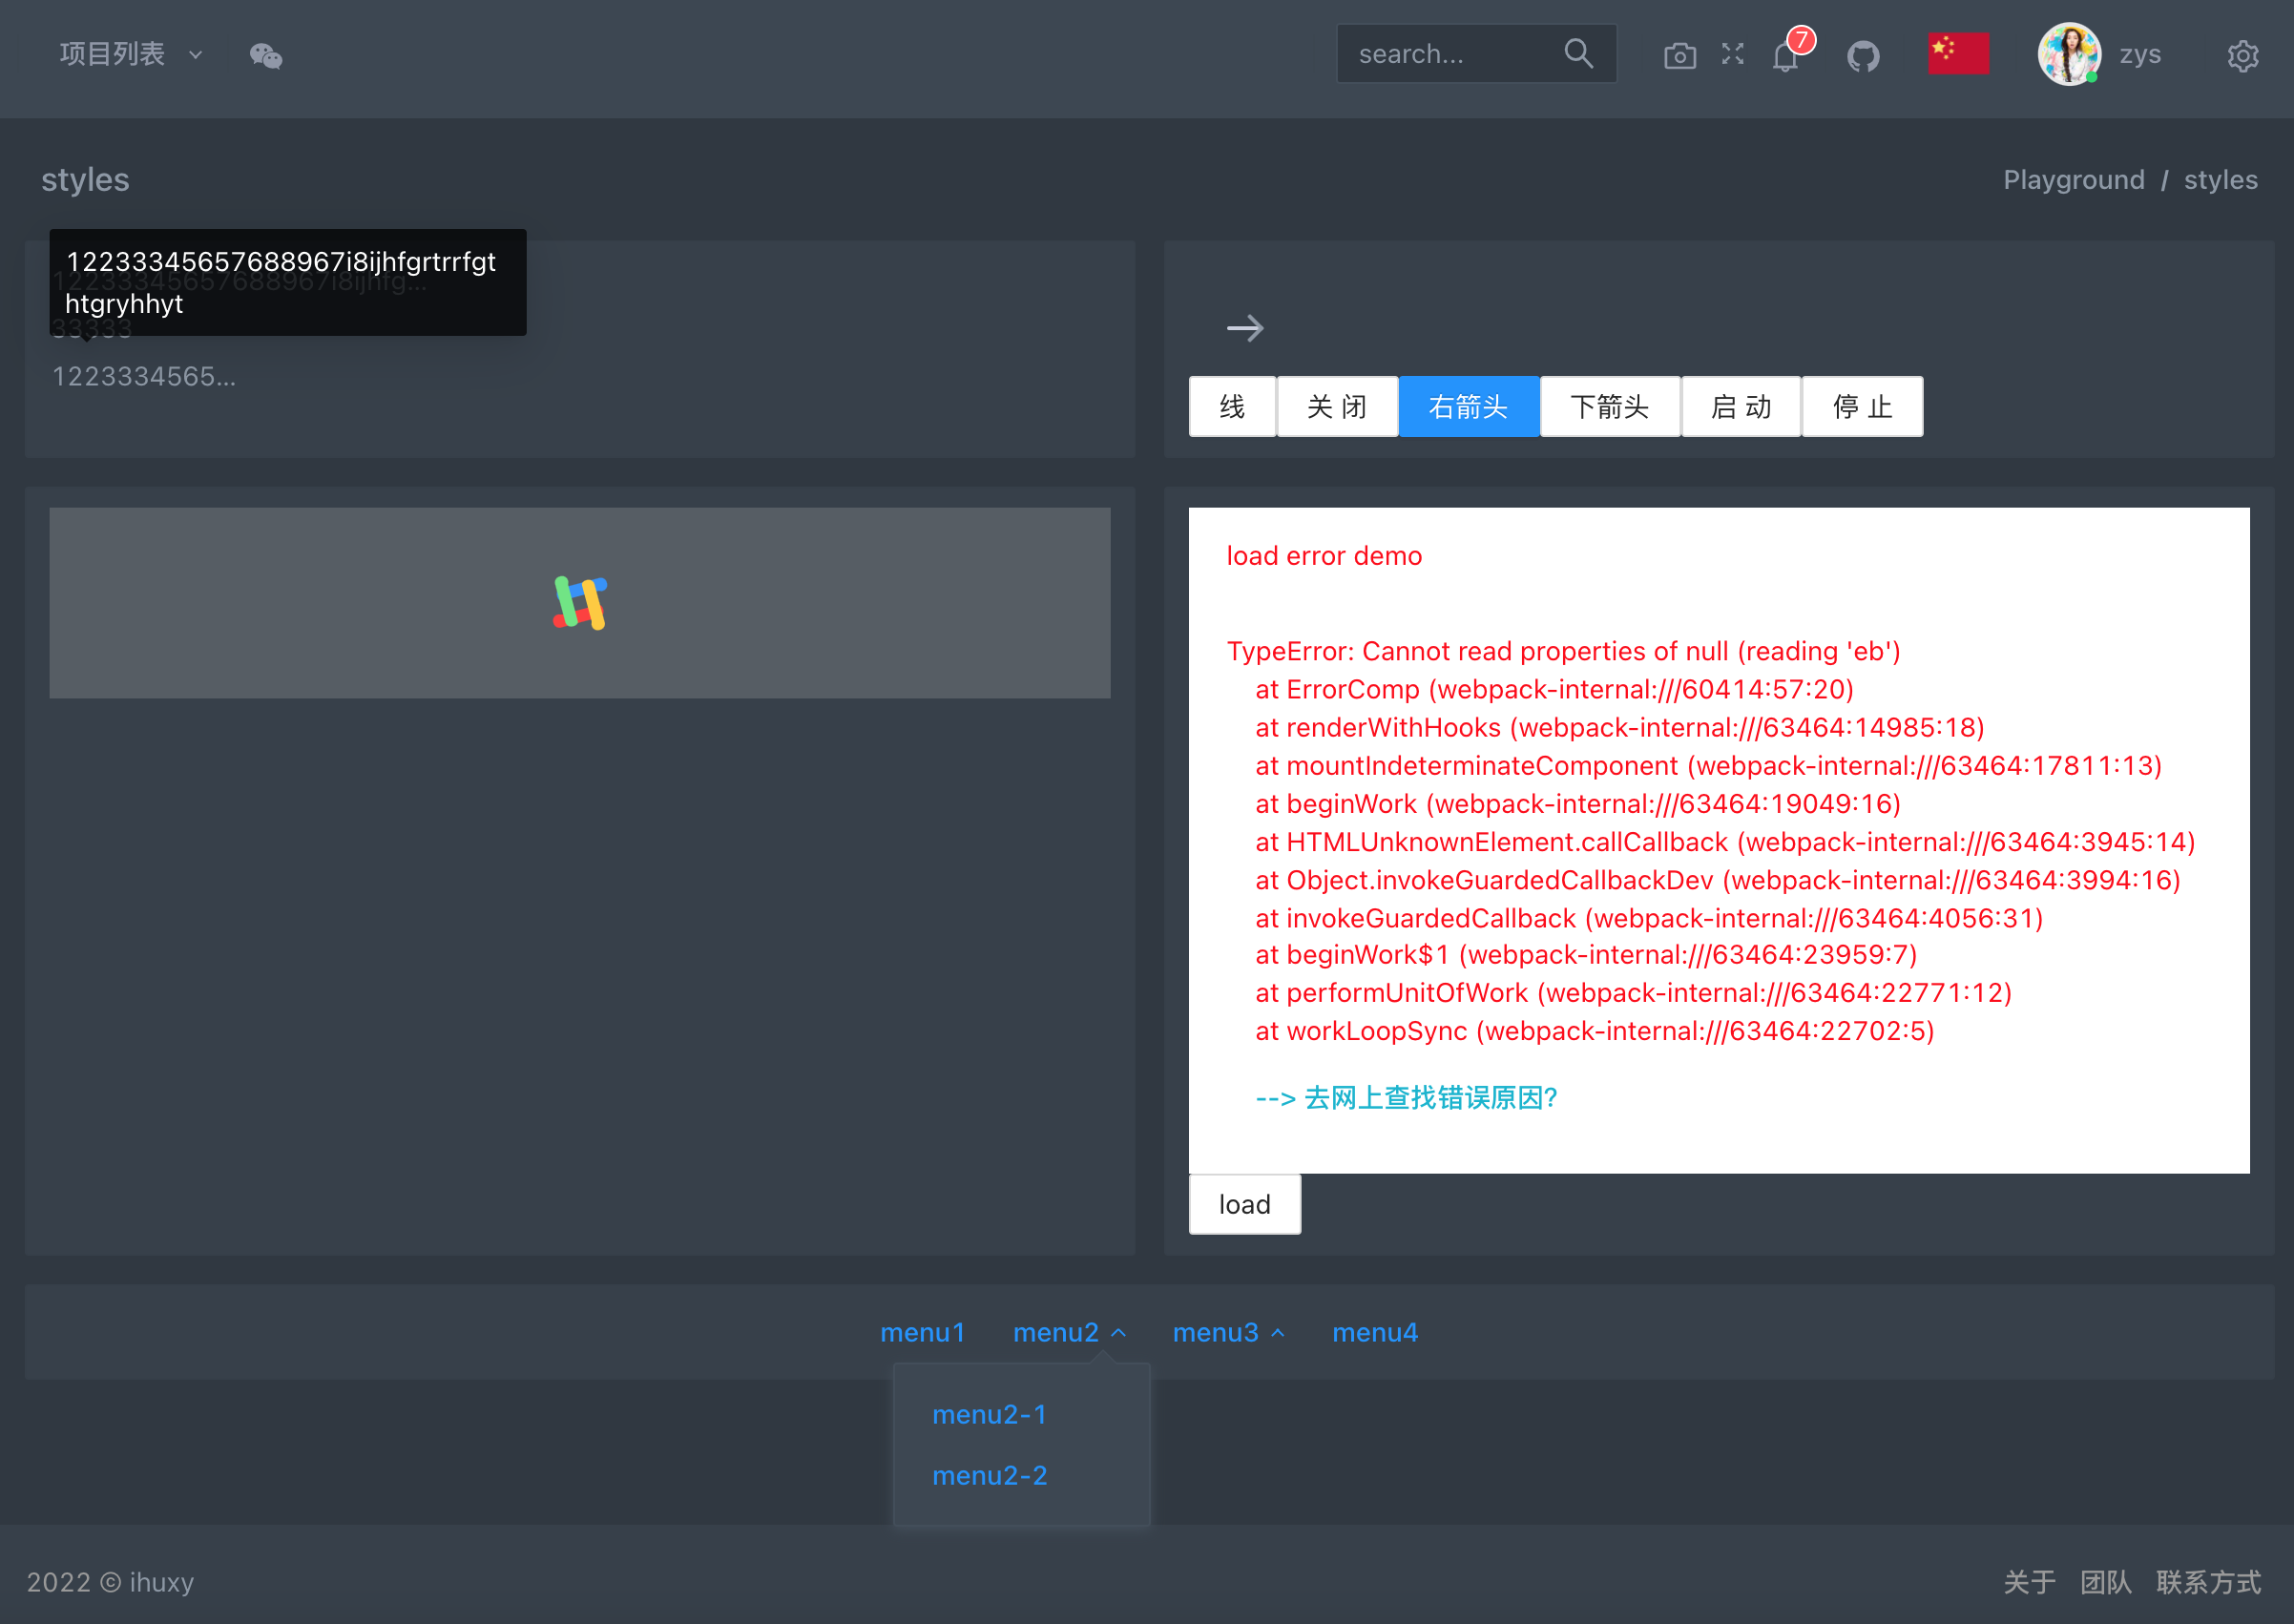 项目列表
search...
7
zys
styles
Playground / styles
12233345657688967i8ijhfgrtrrfgt
htgryhhyt
12233345657688967i8ijhfg...
33333
1223334565...
线
关 闭
右箭头
下箭头
启 动
停 止
load error demo
TypeError: Cannot read properties of null (reading 'eb')
at ErrorComp (webpack-internal:///60414:57:20)
at renderWithHooks (webpack-internal:///63464:14985:18)
at mountIndeterminateComponent (webpack-internal:///63464:17811:13)
at beginWork (webpack-internal:///63464:19049:16)
at HTMLUnknownElement.callCallback (webpack-internal:///63464:3945:14)
at Object.invokeGuardedCallbackDev (webpack-internal:///63464:3994:16)
at invokeGuardedCallback (webpack-internal:///63464:4056:31)
at beginWork$1 (webpack-internal:///63464:23959:7)
at performUnitOfWork (webpack-internal:///63464:22771:12)
at workLoopSync (webpack-internal:///63464:22702:5)
--> 去网上查找错误原因?
load
menu1
menu2
menu3
menu4
menu2-1
menu2-2
2022 © ihuxy
关于 团队 联系方式